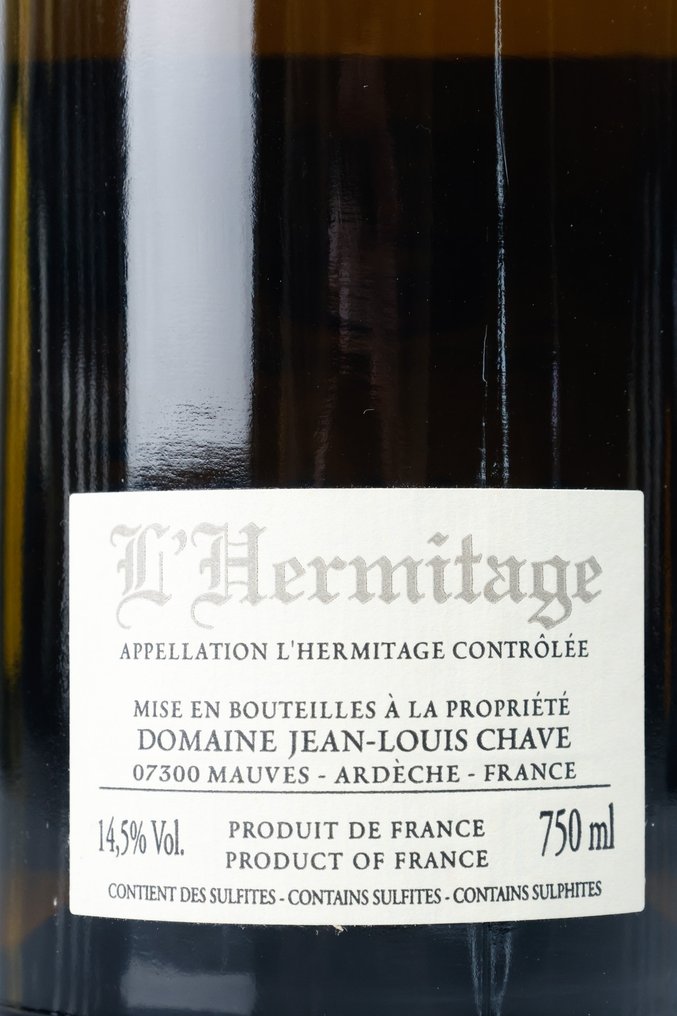 L'Hermitage
APPELLATION L'HERMITAGE CONTRÔLÉE
MISE EN BOUTEILLES À LA PROPRIÉTÉ
DOMAINE JEAN-LOUIS CHAVE
07300 MAUVES - ARDÈCHE - FRANCE
14,5% Vol.
PRODUIT DE FRANCE
PRODUCT OF FRANCE
750 ml
CONTIENT DES SULFITES - CONTAINS SULFITES - CONTAINS SULPHITES